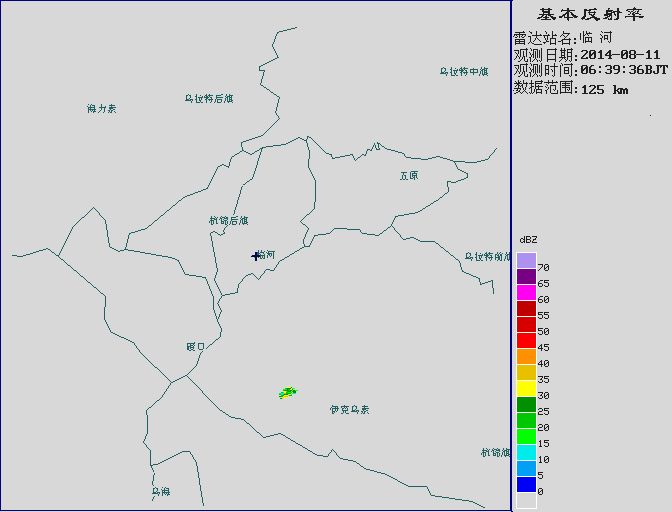 基本反射率
雷达站名:临 河
观测日期:2014-08-11
观测时间:06:39:36BJT
数据范围:125 km
乌拉特中旗
乌拉特后旗
海力素
五原
杭锦后旗
临河
乌拉特前旗
dBZ
70
65
60
55
50
45
40
35
30
25
20
15
10
5
0
口
伊克乌素
杭锦旗
乌海